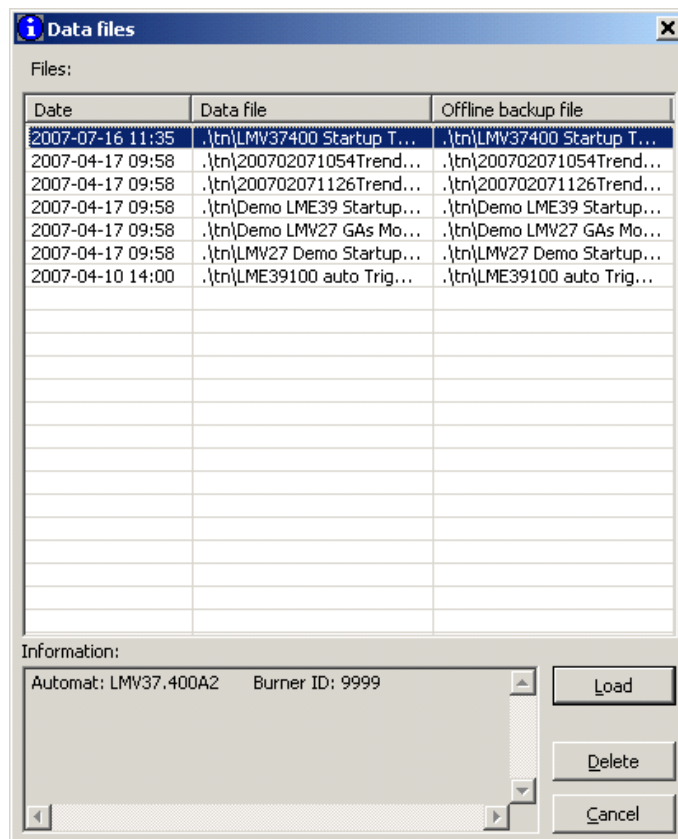 Data files
Files:
Date Data file Offline backup file
2007-07-16 11:35 .\tn\LMV37400 Startup T... .\tn\LMV37400 Startup T...
2007-04-17 09:58 .\tn\200702071054Trend... .\tn\200702071054Trend...
2007-04-17 09:58 .\tn\200702071126Trend... .\tn\200702071126Trend...
2007-04-17 09:58 .\tn\Demo LME39 Startup... .\tn\Demo LME39 Startup...
2007-04-17 09:58 .\tn\Demo LMV27 GAs Mo... .\tn\Demo LMV27 GAs Mo...
2007-04-17 09:58 .\tn\LMV27 Demo Startup... .\tn\LMV27 Demo Startup...
2007-04-10 14:00 .\tn\LME39100 auto Trig... .\tn\LME39100 auto Trig...
Information:
Automat: LMV37.400A2 Burner ID: 9999
Load
Delete
Cancel